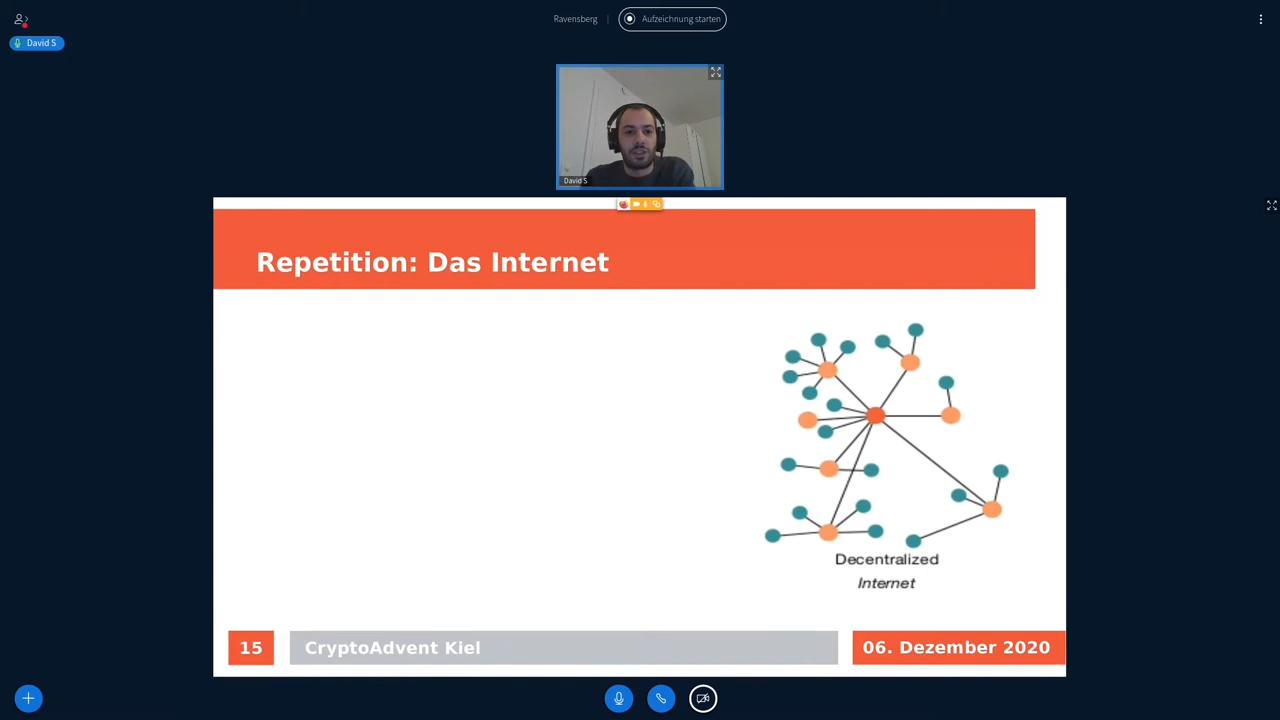 Ravensberg
Aufzeichnung starten
David S
David S
Repetition: Das Internet
Decentralized
Internet
15
CryptoAdvent Kiel
06. Dezember 2020